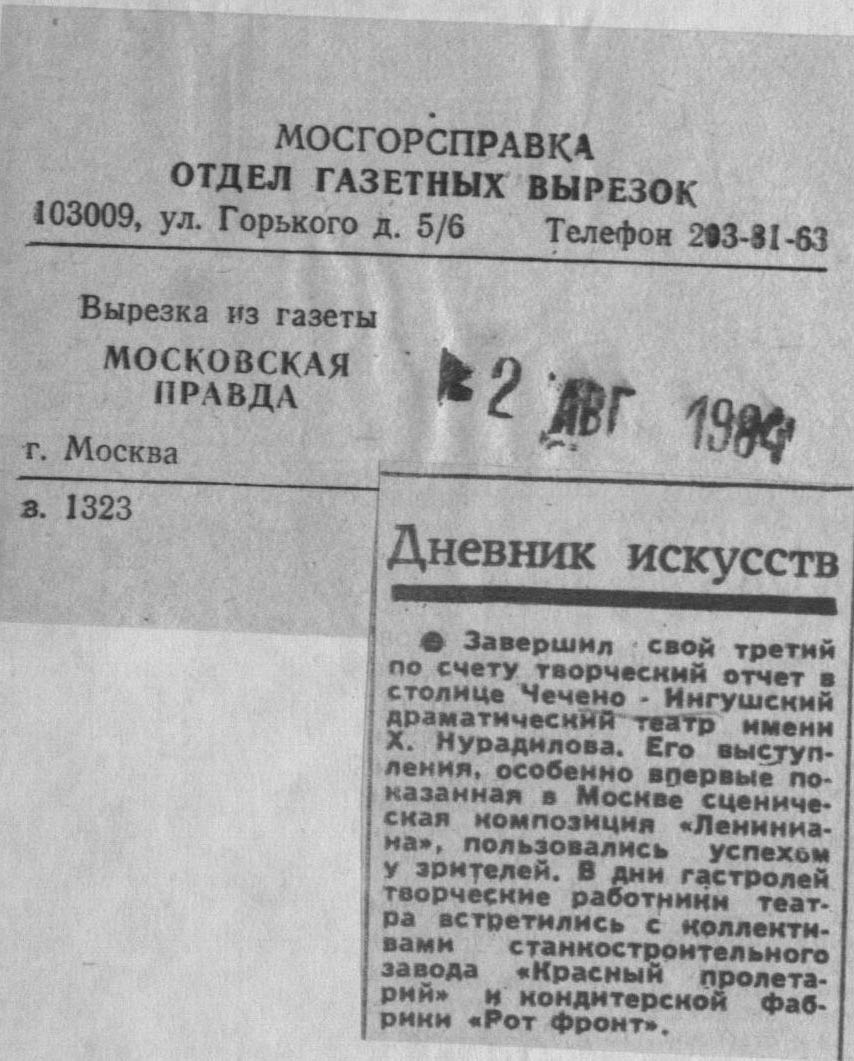 МОСГОРСПРАВКА
ОТДЕЛ ГАЗЕТНЫХ ВЫРЕЗОК
103009, ул. Горького д. 5/6 Телефон 203-81-63
Вырезка из газеты
МОСКОВСКАЯ
ПРАВДА
2 АВГ 1984
г. Москва
в. 1323
Дневник искусств
● Завершил свой третий
по счету творческий отчет в
столице Чечено - Ингушский
драматический театр имени
Х. Нурадилова. Его выступ-
ления, особенно впервые по-
казанная в Москве сцениче-
ская композиция «Лениниа-
на», пользовались успехом
у зрителей. В дни гастролей
творческие работники теат-
ра встретились с коллекти-
вами станкостроительного
завода «Красный пролета-
рий» и кондитерской фаб-
рики «Рот фронт».